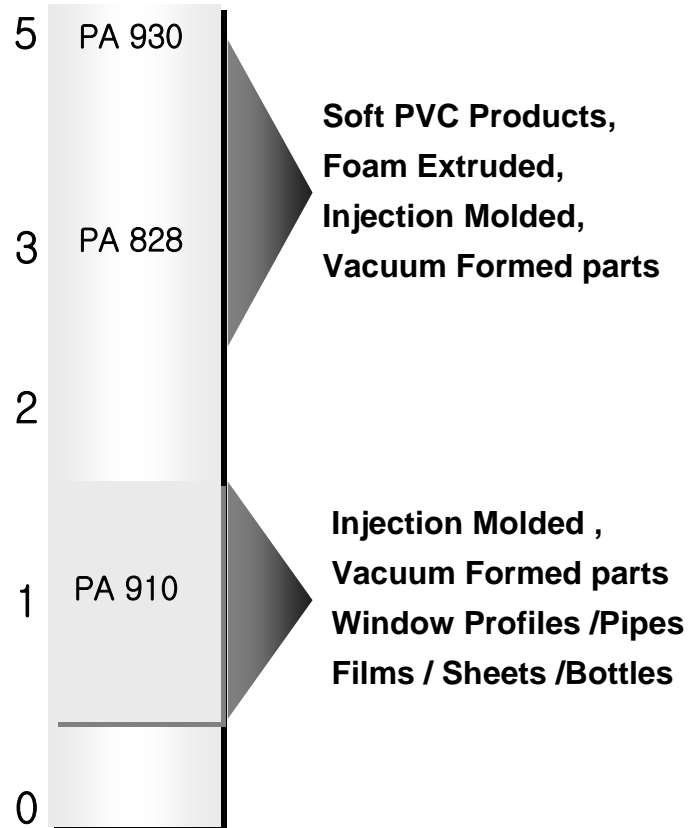 5
PA 930
Soft PVC Products,
Foam Extruded,
Injection Molded,
Vacuum Formed parts
3
PA 828
2
Injection Molded ,
Vacuum Formed parts
Window Profiles /Pipes
Films / Sheets /Bottles
1
PA 910
0